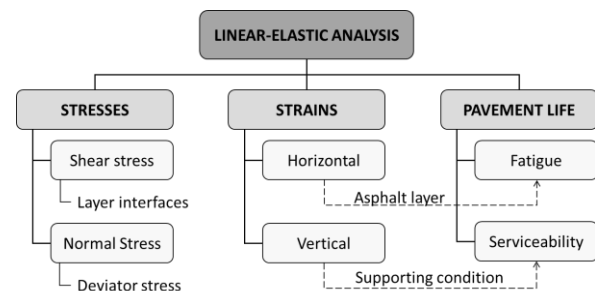 LINEAR-ELASTIC ANALYSIS
STRESSES
STRAINS
PAVEMENT LIFE
Shear stress
Horizontal
Fatigue
Layer interfaces
Asphalt layer
Normal Stress
Vertical
Serviceability
Deviator stress
Supporting condition